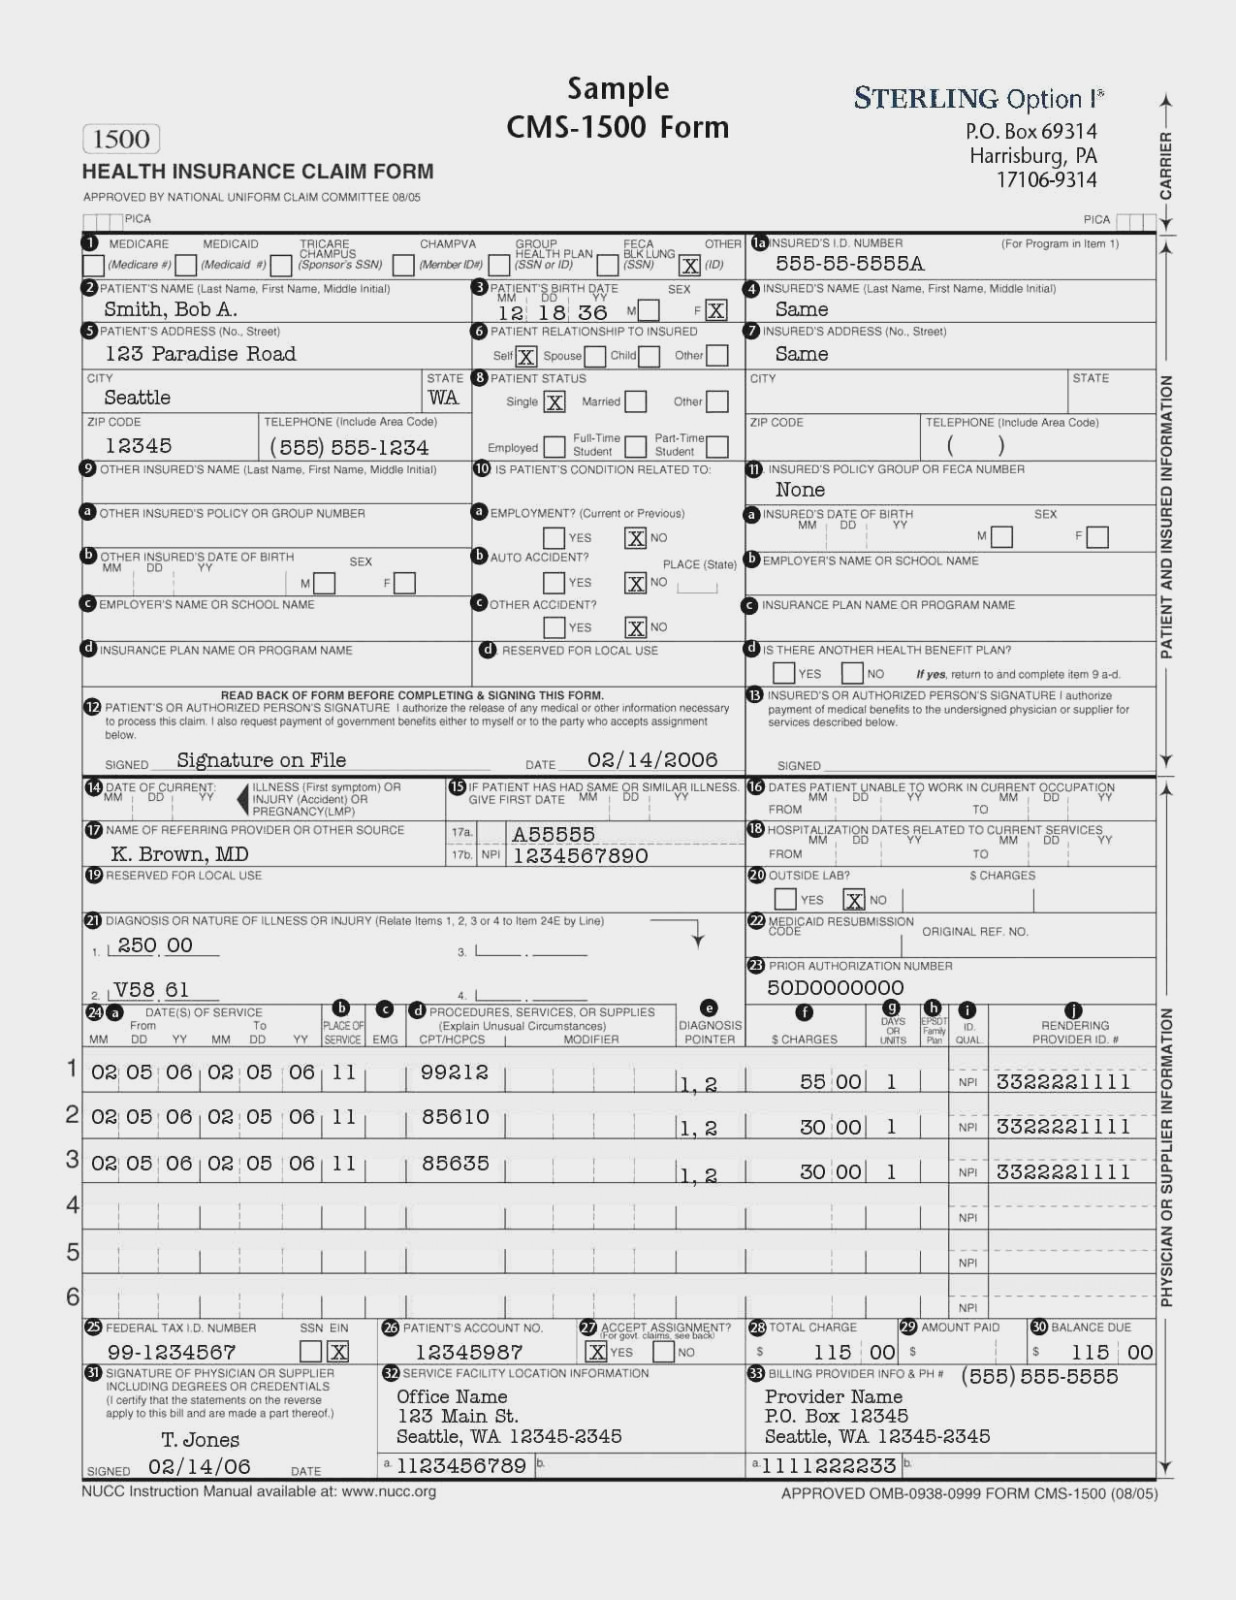 Sample
CMS-1500 Form
STERLING Option I®
P.O. Box 69314
Harrisburg, PA
17106-9314
1500
HEALTH INSURANCE CLAIM FORM
APPROVED BY NATIONAL UNIFORM CLAIM COMMITTEE 08/05
PICA
PICA
CARRIER
1 MEDICARE MEDICAID TRICARE CHAMPUS CHAMPVA GROUP HEALTH PLAN FECA BLK LUNG OTHER
(Medicare #) (Medicaid #) (Sponsor's SSN) (Member ID#) (SSN or ID) (SSN) X (ID)
1a INSURED'S I.D. NUMBER (For Program in Item 1)
555-55-5555A
2 PATIENT'S NAME (Last Name, First Name, Middle Initial)
Smith, Bob A.
3 PATIENT'S BIRTH DATE SEX
MM DD YY
12 18 36 M F X
4 INSURED'S NAME (Last Name, First Name, Middle Initial)
Same
5 PATIENT'S ADDRESS (No., Street)
123 Paradise Road
6 PATIENT RELATIONSHIP TO INSURED
Self X Spouse Child Other
7 INSURED'S ADDRESS (No., Street)
Same
CITY STATE
Seattle WA
8 PATIENT STATUS
Single X Married Other
Employed Full-Time Student Part-Time Student
CITY STATE
ZIP CODE TELEPHONE (Include Area Code)
12345 (555) 555-1234
ZIP CODE TELEPHONE (Include Area Code)
( )
9 OTHER INSURED'S NAME (Last Name, First Name, Middle Initial)
10 IS PATIENT'S CONDITION RELATED TO:
11 INSURED'S POLICY GROUP OR FECA NUMBER
None
a OTHER INSURED'S POLICY OR GROUP NUMBER
a EMPLOYMENT? (Current or Previous)
YES X NO
a INSURED'S DATE OF BIRTH SEX
MM DD YY M F
b OTHER INSURED'S DATE OF BIRTH SEX
MM DD YY M F
b AUTO ACCIDENT? PLACE (State)
YES X NO
b EMPLOYER'S NAME OR SCHOOL NAME
c EMPLOYER'S NAME OR SCHOOL NAME
c OTHER ACCIDENT?
YES X NO
c INSURANCE PLAN NAME OR PROGRAM NAME
d INSURANCE PLAN NAME OR PROGRAM NAME
d RESERVED FOR LOCAL USE
d IS THERE ANOTHER HEALTH BENEFIT PLAN?
YES NO If yes, return to and complete item 9 a-d.
PATIENT AND INSURED INFORMATION
READ BACK OF FORM BEFORE COMPLETING & SIGNING THIS FORM.
12 PATIENT'S OR AUTHORIZED PERSON'S SIGNATURE I authorize the release of any medical or other information necessary
to process this claim. I also request payment of government benefits either to myself or to the party who accepts assignment
below.
SIGNED Signature on File DATE 02/14/2006
13 INSURED'S OR AUTHORIZED PERSON'S SIGNATURE I authorize
payment of medical benefits to the undersigned physician or supplier for
services described below.
SIGNED
14 DATE OF CURRENT: ILLNESS (First symptom) OR
MM DD YY INJURY (Accident) OR
PREGNANCY(LMP)
15 IF PATIENT HAS HAD SAME OR SIMILAR ILLNESS.
GIVE FIRST DATE MM DD YY
16 DATES PATIENT UNABLE TO WORK IN CURRENT OCCUPATION
MM DD YY MM DD YY
FROM TO
17 NAME OF REFERRING PROVIDER OR OTHER SOURCE
K. Brown, MD
17a. A55555
17b. NPI 1234567890
18 HOSPITALIZATION DATES RELATED TO CURRENT SERVICES
MM DD YY MM DD YY
FROM TO
19 RESERVED FOR LOCAL USE
20 OUTSIDE LAB? $ CHARGES
YES X NO
21 DIAGNOSIS OR NATURE OF ILLNESS OR INJURY (Relate Items 1, 2, 3 or 4 to Item 24E by Line)
1. 250.00 3. .
2. V58.61 4. .
22 MEDICAID RESUBMISSION
CODE ORIGINAL REF. NO.
23 PRIOR AUTHORIZATION NUMBER
50D0000000
24 a DATE(S) OF SERVICE b c d PROCEDURES, SERVICES, OR SUPPLIES e f g h i j
From To PLACE OF (Explain Unusual Circumstances) DIAGNOSIS DAYS OR EPSDT Family ID. RENDERING
MM DD YY MM DD YY SERVICE EMG CPT/HCPCS MODIFIER POINTER $ CHARGES UNITS Plan QUAL. PROVIDER ID. #
1 02 05 06 02 05 06 11 99212 1, 2 55 00 1 NPI 3322221111
2 02 05 06 02 05 06 11 85610 1, 2 30 00 1 NPI 3322221111
3 02 05 06 02 05 06 11 85635 1, 2 30 00 1 NPI 3322221111
4 NPI
5 NPI
6 NPI
PHYSICIAN OR SUPPLIER INFORMATION
25 FEDERAL TAX I.D. NUMBER SSN EIN
99-1234567 X
26 PATIENT'S ACCOUNT NO.
12345987
27 ACCEPT ASSIGNMENT?
(For govt. claims, see back)
X YES NO
28 TOTAL CHARGE
$ 115 00
29 AMOUNT PAID
$
30 BALANCE DUE
$ 115 00
31 SIGNATURE OF PHYSICIAN OR SUPPLIER
INCLUDING DEGREES OR CREDENTIALS
(I certify that the statements on the reverse
apply to this bill and are made a part thereof.)
T. Jones
SIGNED 02/14/06 DATE
32 SERVICE FACILITY LOCATION INFORMATION
Office Name
123 Main St.
Seattle, WA 12345-2345
a. 1123456789 b.
33 BILLING PROVIDER INFO & PH # (555) 555-5555
Provider Name
P.O. Box 12345
Seattle, WA 12345-2345
a. 1111222233 b.
NUCC Instruction Manual available at: www.nucc.org
APPROVED OMB-0938-0999 FORM CMS-1500 (08/05)